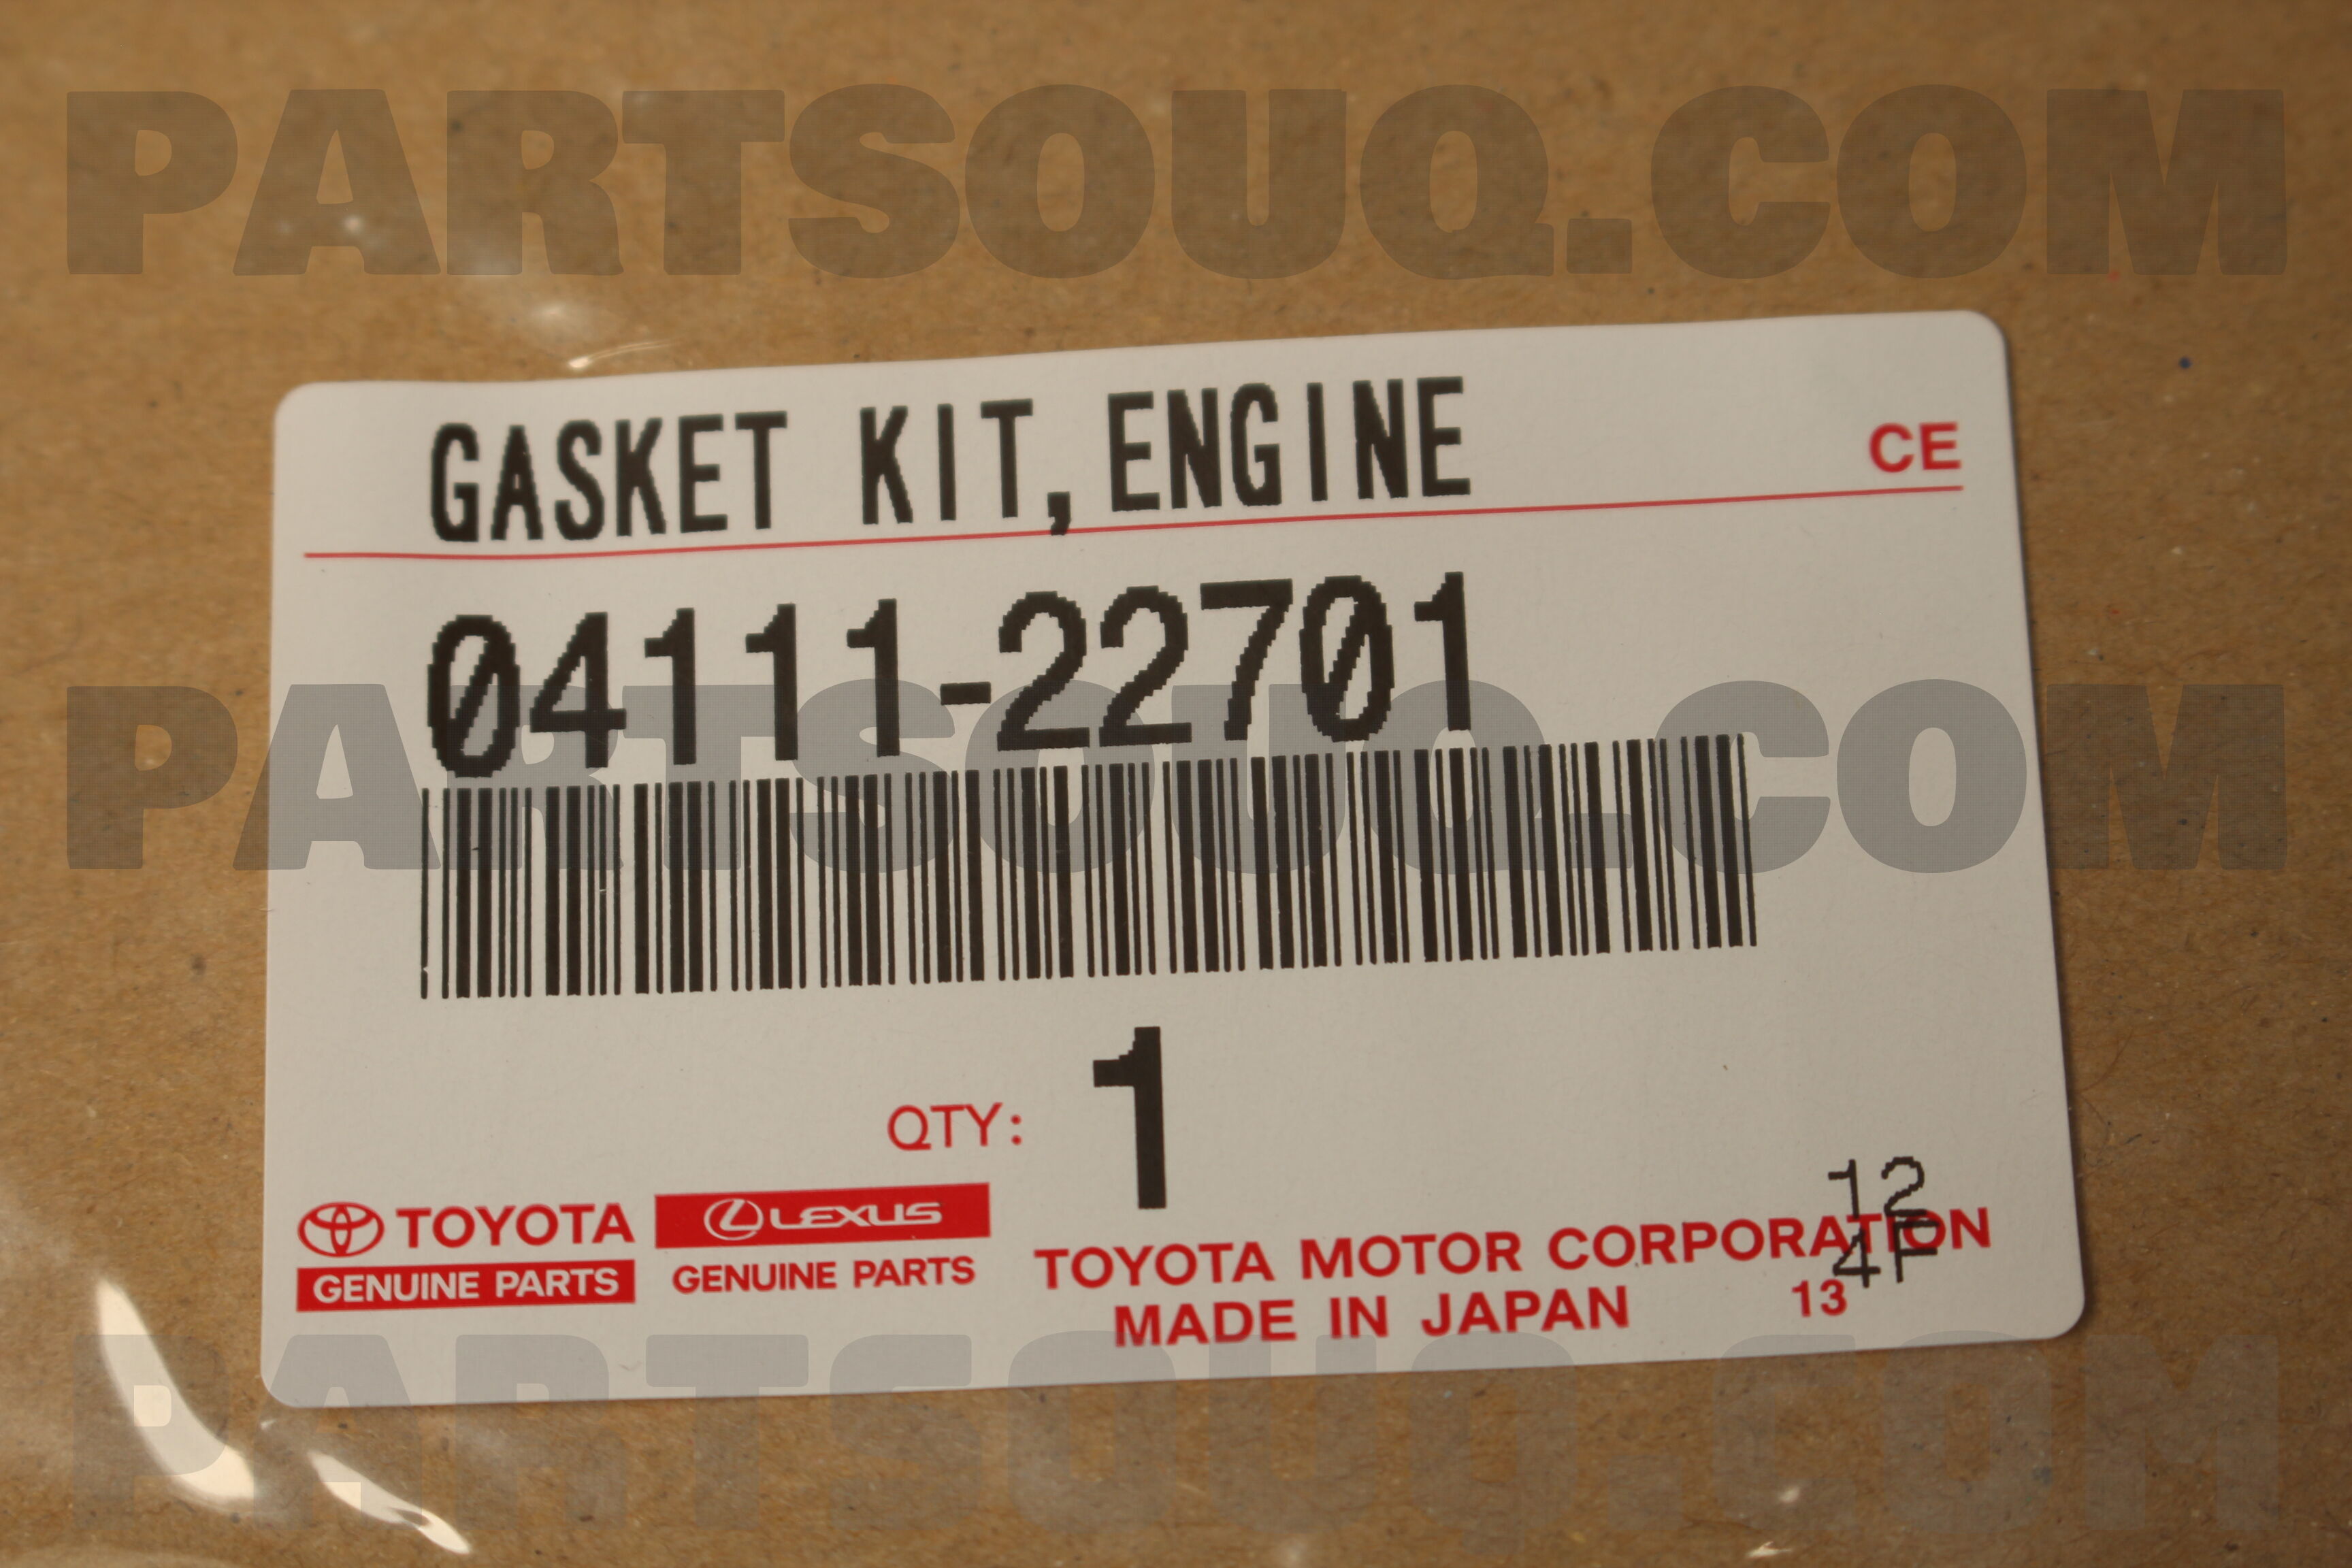 PARTSOUQ.COM
GASKET KIT,ENGINE
CE
04111-22701
PARTSOUQ.COM
QTY: 1
12
4F
TOYOTA
GENUINE PARTS
LEXUS
GENUINE PARTS
TOYOTA MOTOR CORPORATION
MADE IN JAPAN
13
PARTSOUQ.COM